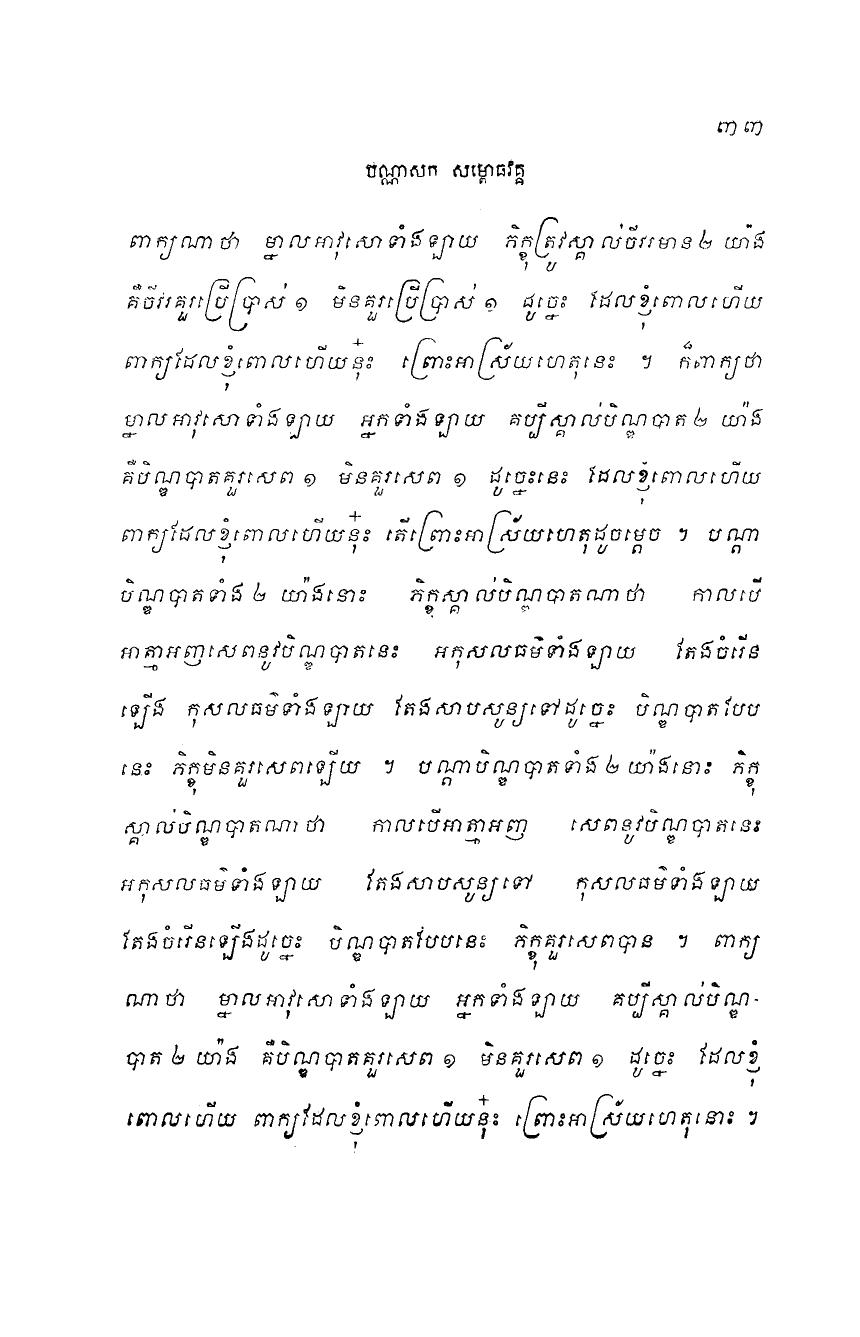 ៣៣
បណ្ណាសក សម្ពោធវគ្គ
ពាក្យណាថា ម្នាលអាវុសោទាំងឡាយ ភិក្ខុត្រូវស្គាល់ចីវរមាន២ យ៉ាង
គឺចីវរគួរប្រើប្រាស់ ១ មិនគួរប្រើប្រាស់ ១ ដូច្នេះ ដែលខ្ញុំពោលហើយ
ពាក្យដែលខ្ញុំពោលហើយនុ៎ះ ព្រោះអាស្រ័យហេតុនេះ ។ ក៏ពាក្យថា
ម្នាលអាវុសោទាំងឡាយ អ្នកទាំងឡាយ គប្បីស្គាល់បិណ្ឌបាត២ យ៉ាង
គឺបិណ្ឌបាតគួរសេព ១ មិនគួរសេព ១ ដូច្នេះនេះ ដែលខ្ញុំពោលហើយ
ពាក្យដែលខ្ញុំពោលហើយនុ៎ះ តើព្រោះអាស្រ័យហេតុដូចម្តេច ។ បណ្តា
បិណ្ឌបាតទាំង២ យ៉ាងនោះ ភិក្ខុស្គាល់បិណ្ឌបាតណាថា កាលបើ
អាត្មាអញសេពនូវបិណ្ឌបាតនេះ អកុសលធម៌ទាំងឡាយ តែងចំរើន
ឡើង កុសលធម៌ទាំងឡាយ តែងសាបសូន្យទៅដូច្នេះ បិណ្ឌបាតបែប
នេះ ភិក្ខុមិនគួរសេពឡើយ ។ បណ្តាបិណ្ឌបាតទាំង២ យ៉ាងនោះ ភិក្ខុ
ស្គាល់បិណ្ឌបាតណាថា កាលបើអាត្មាអញ សេពនូវបិណ្ឌបាតនេះ
អកុសលធម៌ទាំងឡាយ តែងសាបសូន្យទៅ កុសលធម៌ទាំងឡាយ
តែងចំរើនឡើងដូច្នេះ បិណ្ឌបាតបែបនេះ ភិក្ខុគួរសេពបាន ។ ពាក្យ
ណាថា ម្នាលអាវុសោទាំងឡាយ អ្នកទាំងឡាយ គប្បីស្គាល់បិណ្ឌ-
បាត២ យ៉ាង គឺបិណ្ឌបាតគួរសេព ១ មិនគួរសេព ១ ដូច្នេះ ដែលខ្ញុំ
ពោលហើយ ពាក្យដែលខ្ញុំពោលហើយនុ៎ះ ព្រោះអាស្រ័យហេតុនោះ ។